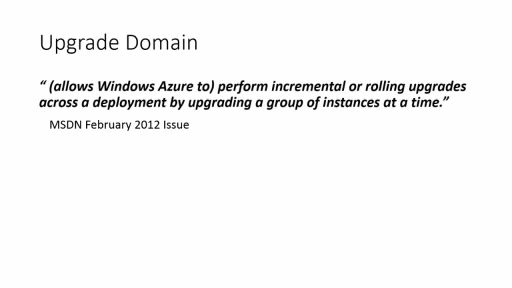 Upgrade Domain
“ (allows Windows Azure to) perform incremental or rolling upgrades
across a deployment by upgrading a group of instances at a time.”
MSDN February 2012 Issue